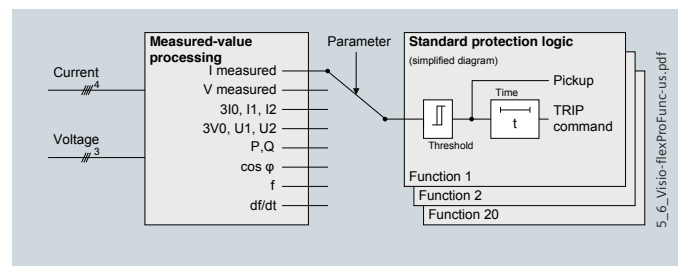 Measured-value
processing
Parameter
Standard protection logic
(simplified diagram)
Current
4
Voltage
3
I measured
V measured
3I0, I1, I2
3V0, U1, U2
P,Q
cos φ
f
df/dt
Pickup
Time
t
TRIP
command
Threshold
Function 1
Function 2
Function 20
5_6_Visio-flexProFunc-us.pdf